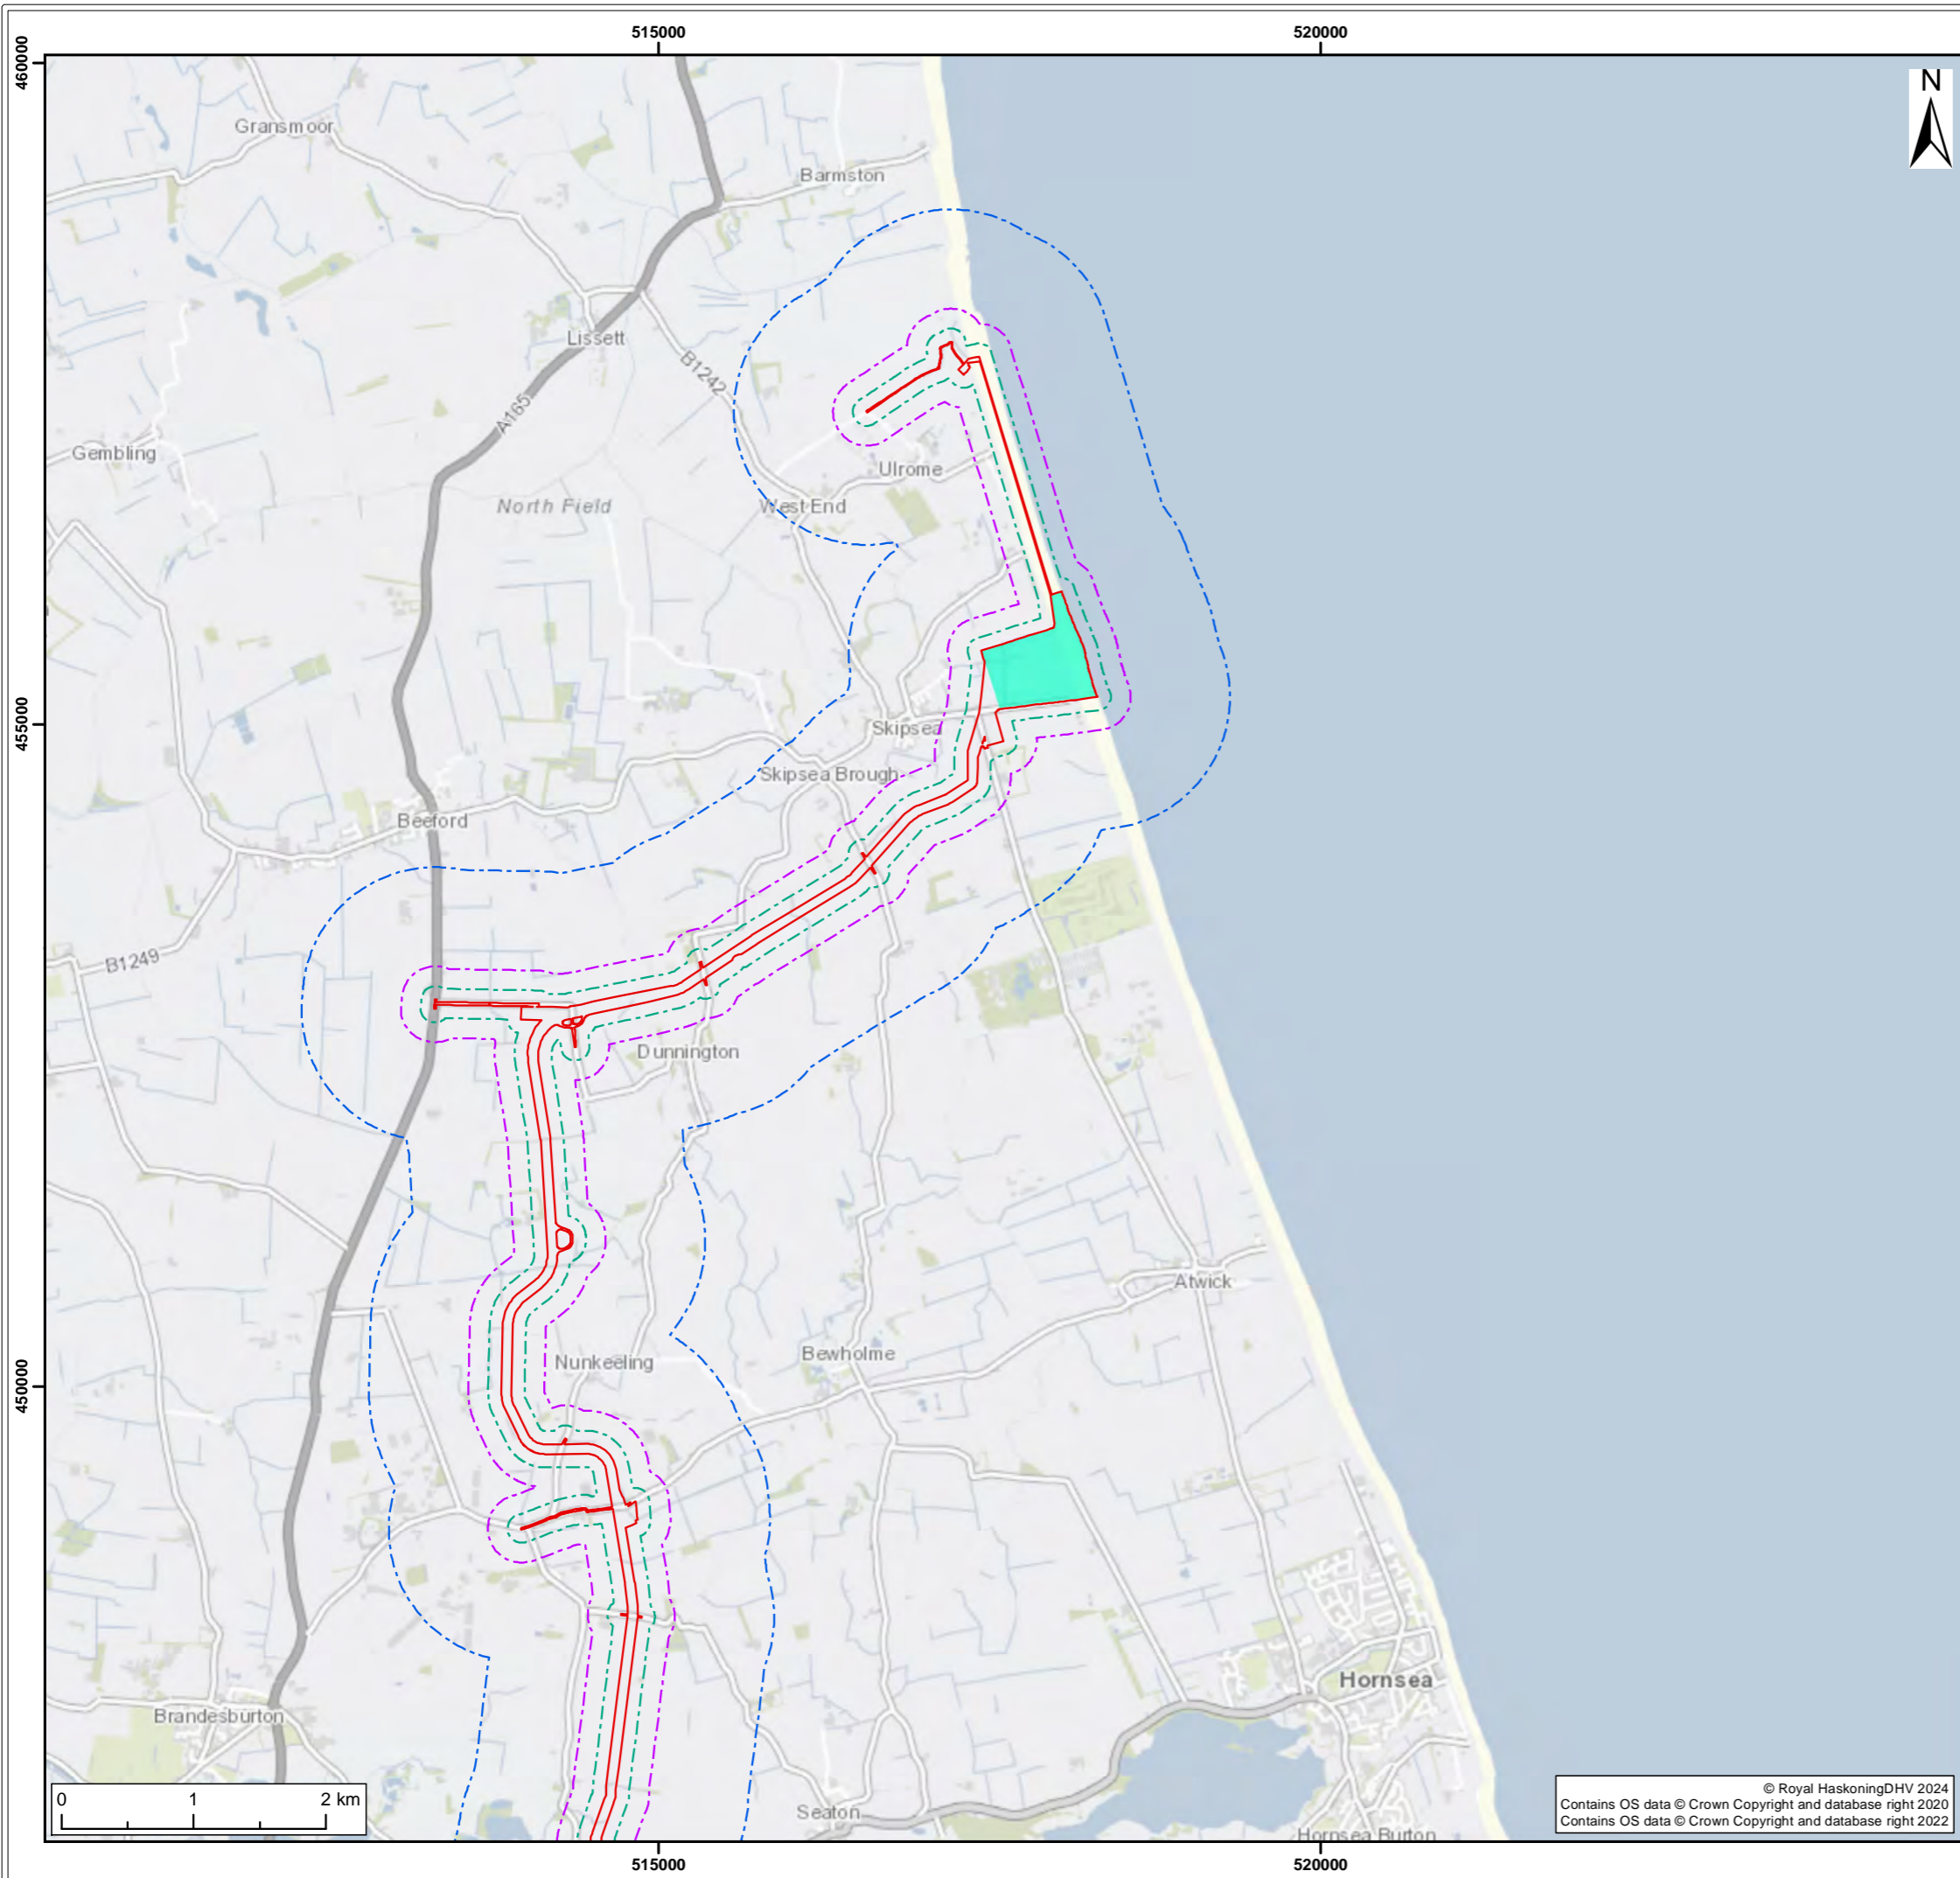 515000
520000
460000
N
Gransmoor
Barmston
Lissett
B1242
A165
Gembling
Ulrome
North Field
West End
455000
Skipsea
Skipsea Brough
Beeford
B1249
Dunnington
Atwick
450000
Bewholme
Nunkeeling
Hornsea
Brandesburton
Seaton
Hornsea Burton
0
1
2 km
© Royal HaskoningDHV 2024
Contains OS data © Crown Copyright and database right 2020
Contains OS data © Crown Copyright and database right 2022
515000
520000